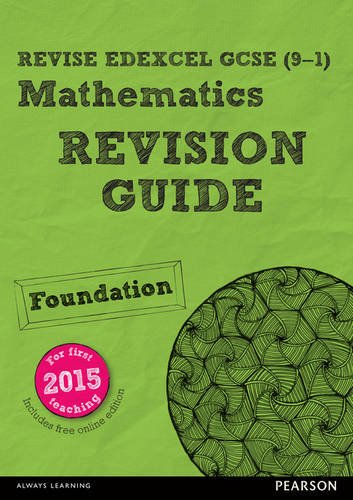 REVISE EDEXCEL GCSE (9–1)
Mathematics
REVISION
GUIDE
Foundation
For first
2015
teaching
Includes free online edition
ALWAYS LEARNING
PEARSON